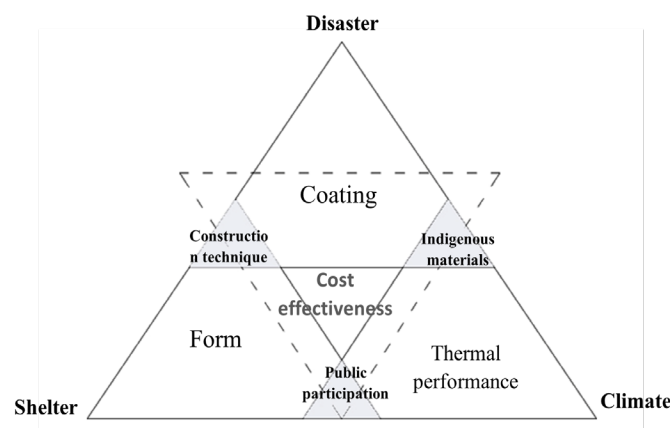 Disaster
Coating
Constructio
n technique
Indigenous
materials
Cost
effectiveness
Form
Thermal
performance
Public
participation
Shelter
Climate